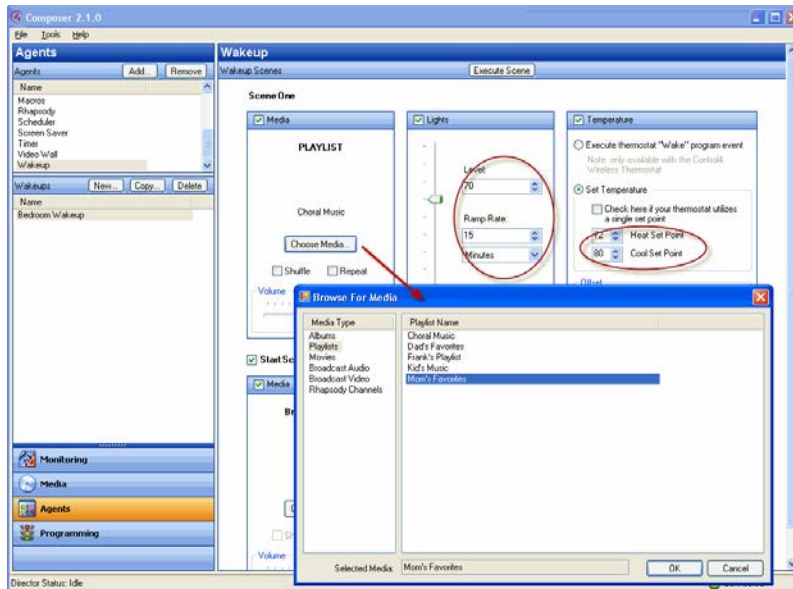 Composer 2.1.0
File Tools Help
Agents
Agents Add... Remove
Name
Macros
Rhapsody
Scheduler
Screen Saver
Timer
Video Wall
Wakeup
Wakeups New... Copy... Delete
Name
Bedroom Wakeup
Monitoring
Media
Agents
Programming
Director Status: Idle
Wakeup
Wakeup Scenes Execute Scene
Scene One
Media
PLAYLIST
Choral Music
Choose Media...
Shuffle Repeat
Volume
Lights
Level:
70
Ramp Rate:
15
Minutes
Temperature
Execute thermostat "Wake" program event
Note: only available with the Control4
Wireless Thermostat
Set Temperature
Check here if your thermostat utilizes
a single set point
72 Heat Set Point
80 Cool Set Point
Offset
Start Sc
Media
Br
Volume
Browse For Media
Media Type
Albums
Playlists
Movies
Broadcast Audio
Broadcast Video
Rhapsody Channels
Playlist Name
Choral Music
Dad's Favorites
Frank's Playlist
Kid's Music
Mom's Favorites
Selected Media: Mom's Favorites
OK Cancel